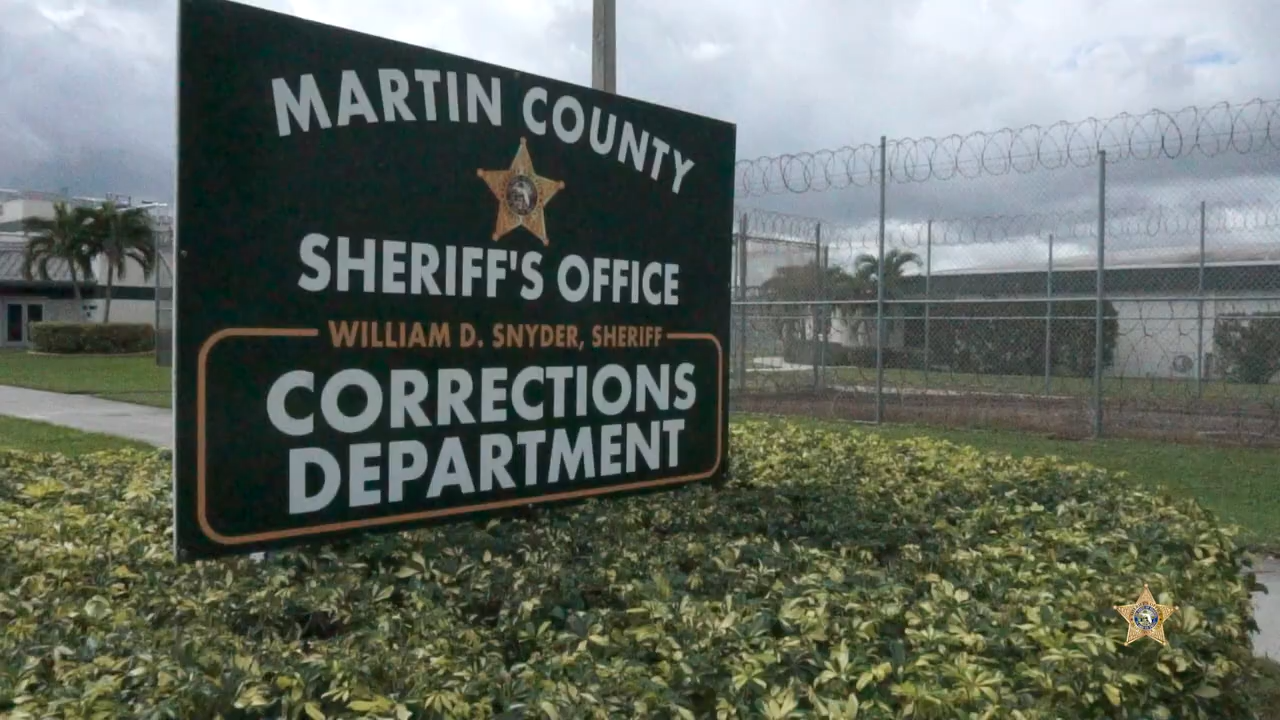 MARTIN COUNTY
SHERIFF'S OFFICE
WILLIAM D. SNYDER, SHERIFF
CORRECTIONS
DEPARTMENT